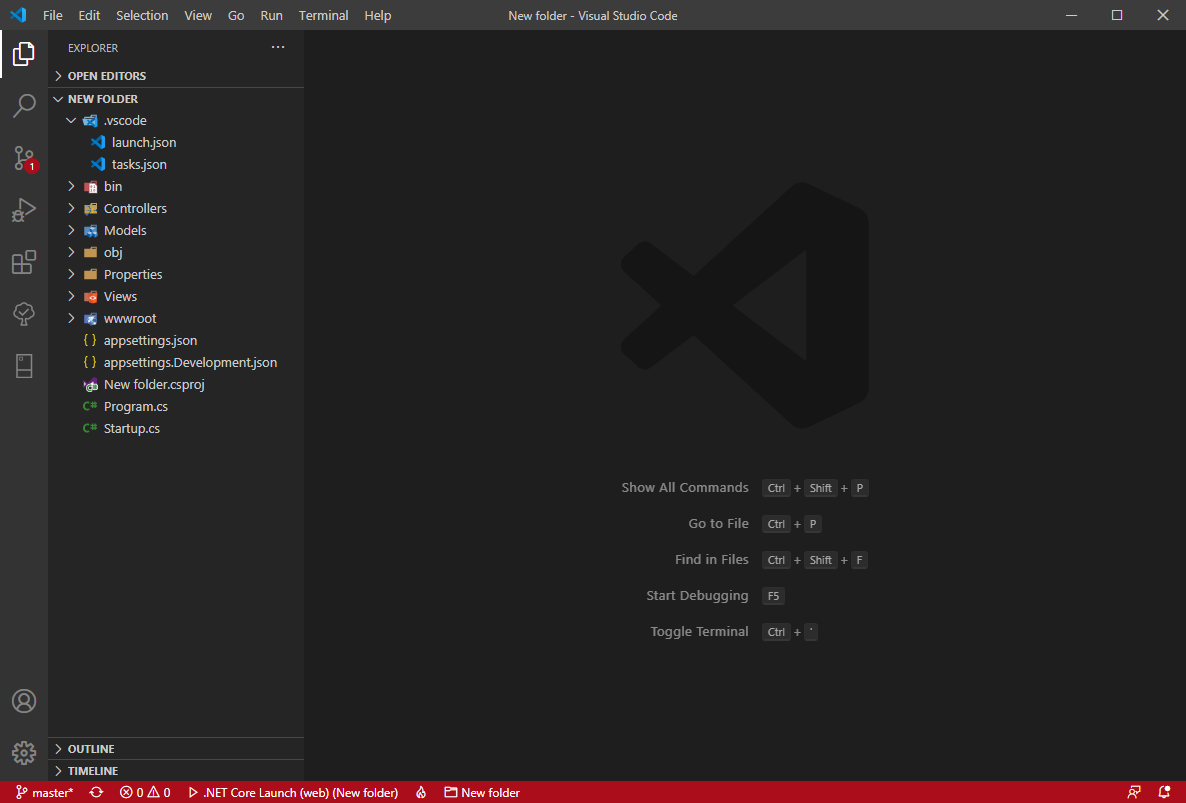 File Edit Selection View Go Run Terminal Help New folder - Visual Studio Code
EXPLORER
OPEN EDITORS
NEW FOLDER
.vscode
launch.json
tasks.json
1
bin
Controllers
Models
obj
Properties
Views
wwwroot
{ } appsettings.json
{ } appsettings.Development.json
New folder.csproj
C# Program.cs
C# Startup.cs
Show All Commands Ctrl + Shift + P
Go to File Ctrl + P
Find in Files Ctrl + Shift + F
Start Debugging F5
Toggle Terminal Ctrl + `
OUTLINE
TIMELINE
master* 0 0 .NET Core Launch (web) (New folder) New folder